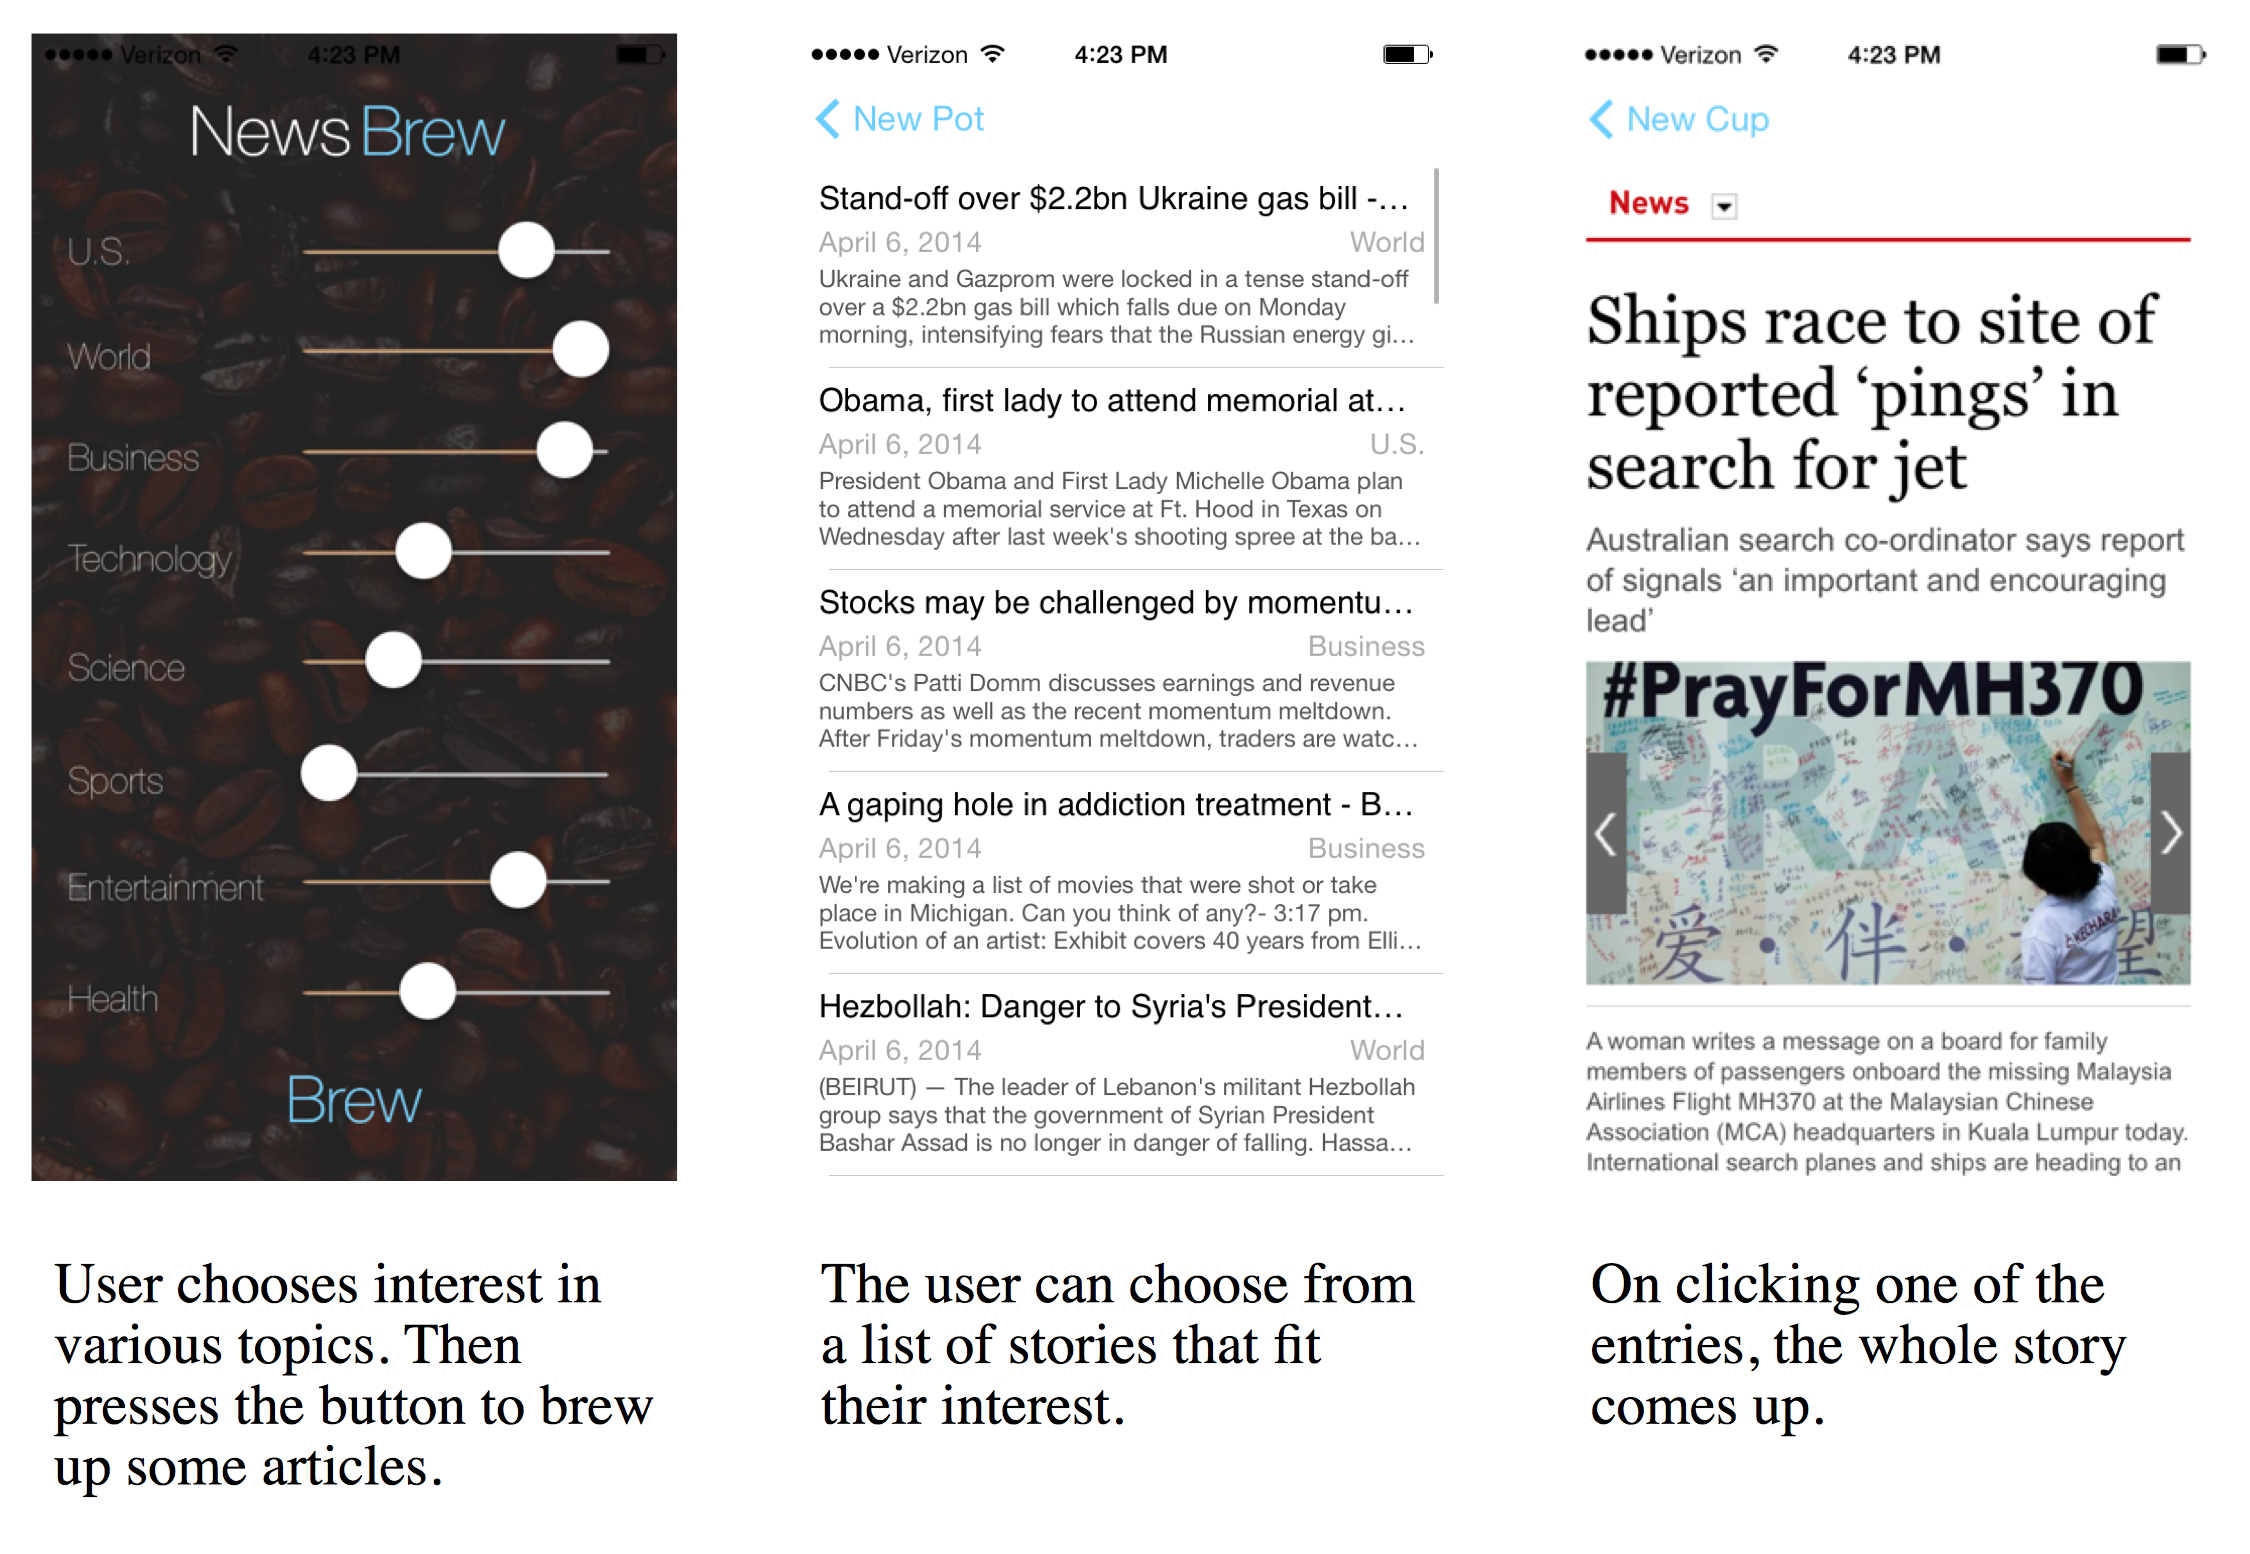 Verizon 4:23 PM
News Brew
U.S.
World
Business
Technology
Science
Sports
Entertainment
Health
Brew
User chooses interest in
various topics. Then
presses the button to brew
up some articles.
Verizon 4:23 PM
New Pot
Stand-off over $2.2bn Ukraine gas bill -...
April 6, 2014 World
Ukraine and Gazprom were locked in a tense stand-off
over a $2.2bn gas bill which falls due on Monday
morning, intensifying fears that the Russian energy gi...
Obama, first lady to attend memorial at...
April 6, 2014 U.S.
President Obama and First Lady Michelle Obama plan
to attend a memorial service at Ft. Hood in Texas on
Wednesday after last week's shooting spree at the ba...
Stocks may be challenged by momentu...
April 6, 2014 Business
CNBC's Patti Domm discusses earnings and revenue
numbers as well as the recent momentum meltdown.
After Friday's momentum meltdown, traders are watc...
A gaping hole in addiction treatment - B...
April 6, 2014 Business
We're making a list of movies that were shot or take
place in Michigan. Can you think of any?- 3:17 pm.
Evolution of an artist: Exhibit covers 40 years from Elli...
Hezbollah: Danger to Syria's President...
April 6, 2014 World
(BEIRUT) — The leader of Lebanon's militant Hezbollah
group says that the government of Syrian President
Bashar Assad is no longer in danger of falling. Hassa...
The user can choose from
a list of stories that fit
their interest.
Verizon 4:23 PM
New Cup
News
Ships race to site of
reported ‘pings’ in
search for jet
Australian search co-ordinator says report
of signals ‘an important and encouraging
lead’
#PrayForMH370
PRAY
爱·伴·望
KECHARA
A woman writes a message on a board for family
members of passengers onboard the missing Malaysia
Airlines Flight MH370 at the Malaysian Chinese
Association (MCA) headquarters in Kuala Lumpur today.
International search planes and ships are heading to an
On clicking one of the
entries, the whole story
comes up.